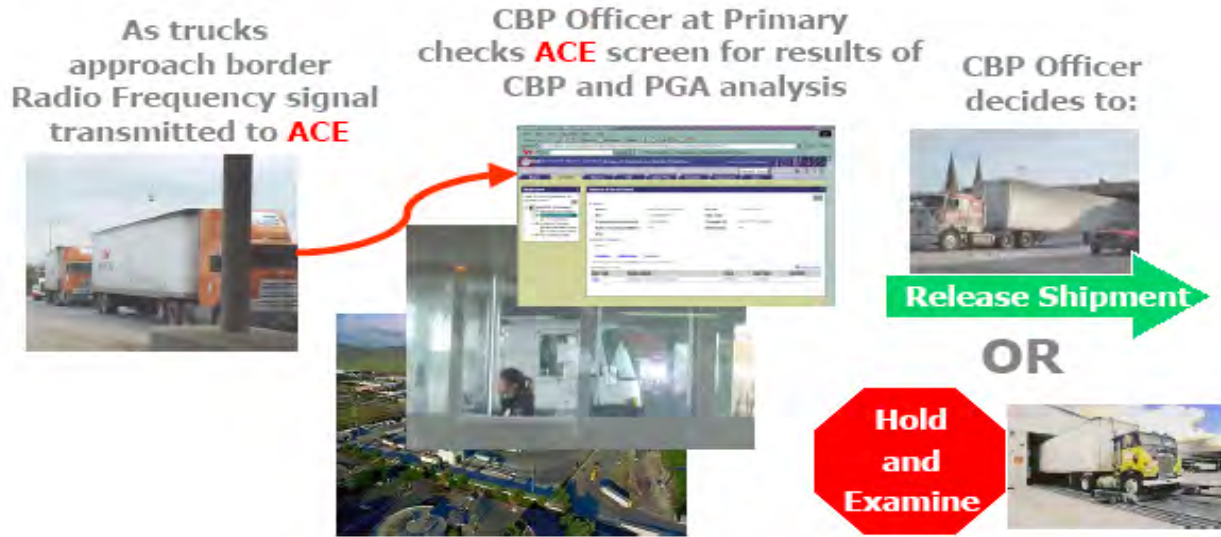 As trucks
approach border
Radio Frequency signal
transmitted to ACE
CBP Officer at Primary
checks ACE screen for results of
CBP and PGA analysis
CBP Officer
decides to:
Release Shipment
OR
Hold
and
Examine